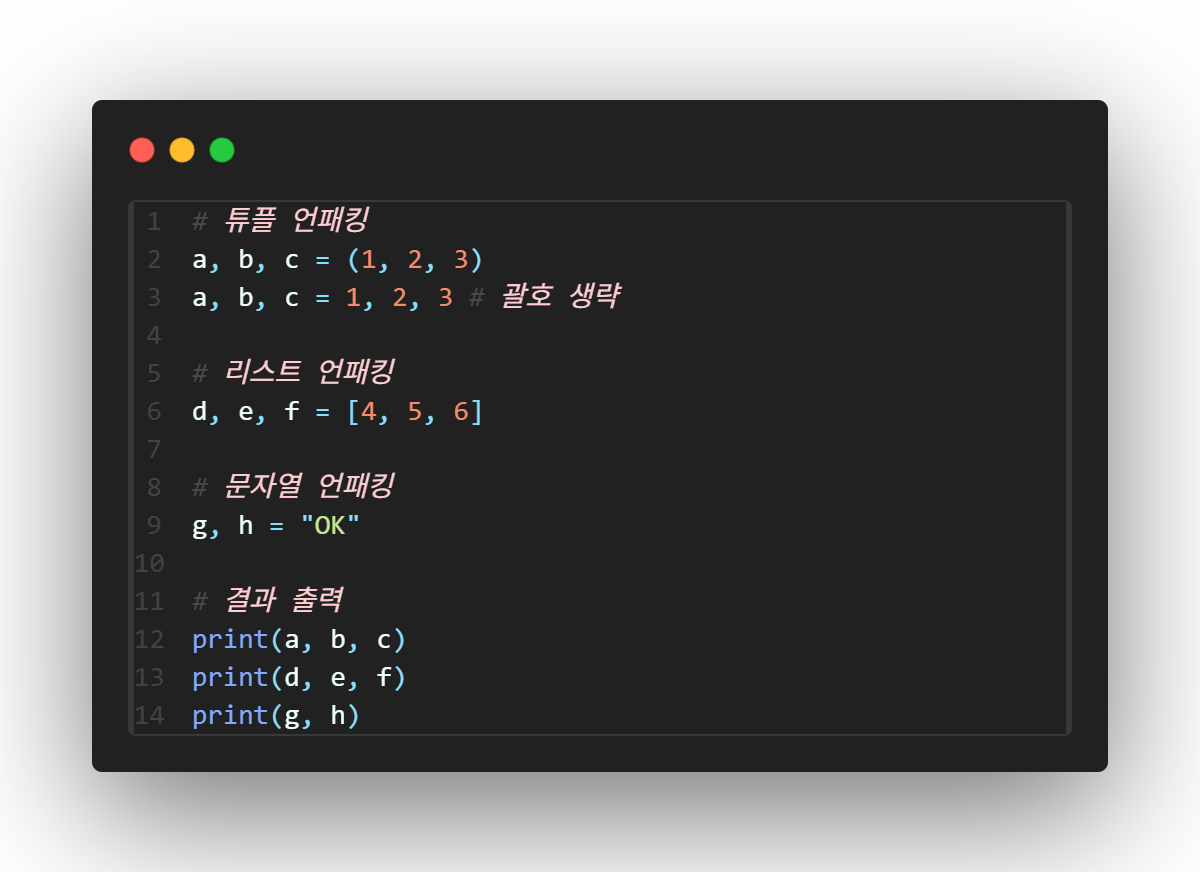 1 # 튜플 언패킹
2 a, b, c = (1, 2, 3)
3 a, b, c = 1, 2, 3 # 괄호 생략
4
5 # 리스트 언패킹
6 d, e, f = [4, 5, 6]
7
8 # 문자열 언패킹
9 g, h = "OK"
10
11 # 결과 출력
12 print(a, b, c)
13 print(d, e, f)
14 print(g, h)